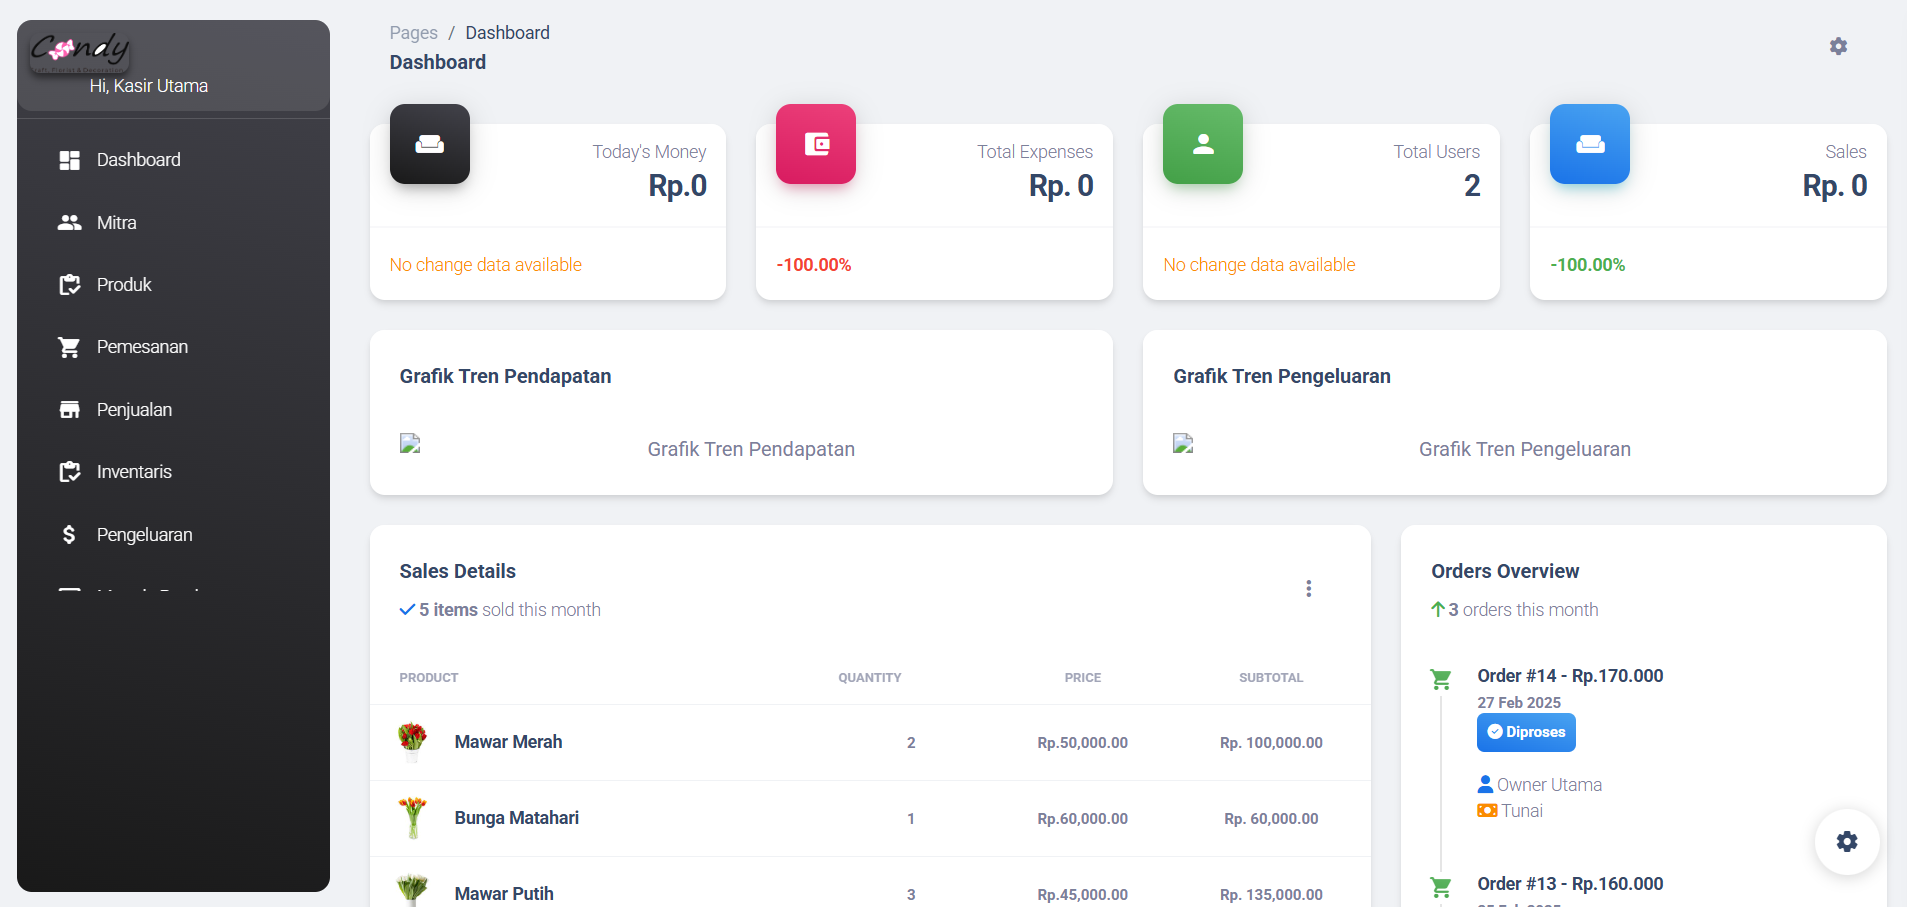 Candy
Hi, Kasir Utama
Dashboard
Mitra
Produk
Pemesanan
Penjualan
Inventaris
Pengeluaran
Pages / Dashboard
Dashboard
Today's Money
Rp.0
No change data available
Total Expenses
Rp. 0
-100.00%
Total Users
2
No change data available
Sales
Rp. 0
-100.00%
Grafik Tren Pendapatan
Grafik Tren Pendapatan
Grafik Tren Pengeluaran
Grafik Tren Pengeluaran
Sales Details
5 items sold this month
PRODUCT QUANTITY PRICE SUBTOTAL
Mawar Merah 2 Rp.50,000.00 Rp. 100,000.00
Bunga Matahari 1 Rp.60,000.00 Rp. 60,000.00
Mawar Putih 3 Rp.45,000.00 Rp. 135,000.00
Orders Overview
3 orders this month
Order #14 - Rp.170.000
27 Feb 2025
Diproses
Owner Utama
Tunai
Order #13 - Rp.160.000